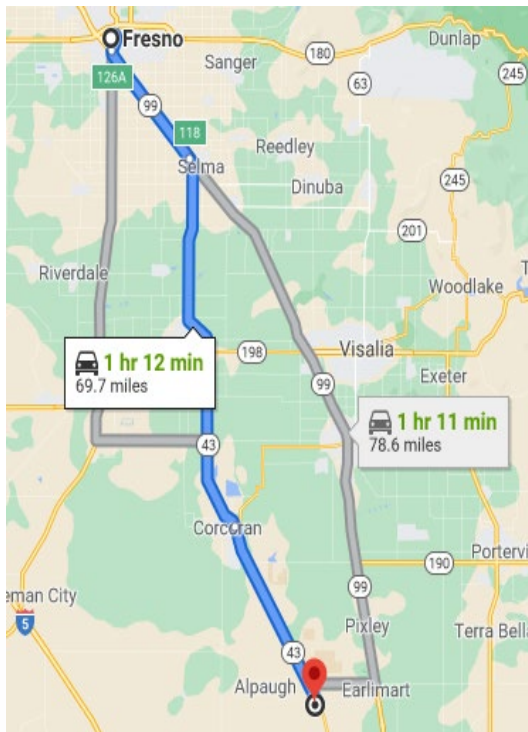 Fresno
Dunlap
180
Sanger
245
126A
63
99
118
Reedley
Selma
Dinuba
245
201
Riverdale
Woodlake
1 hr 12 min
69.7 miles
198
Visalia
Exeter
99
1 hr 11 min
78.6 miles
43
Corcoran
190
Porterv
99
eman City
5
Pixley
Terra Bella
43
Alpaugh
Earlimart